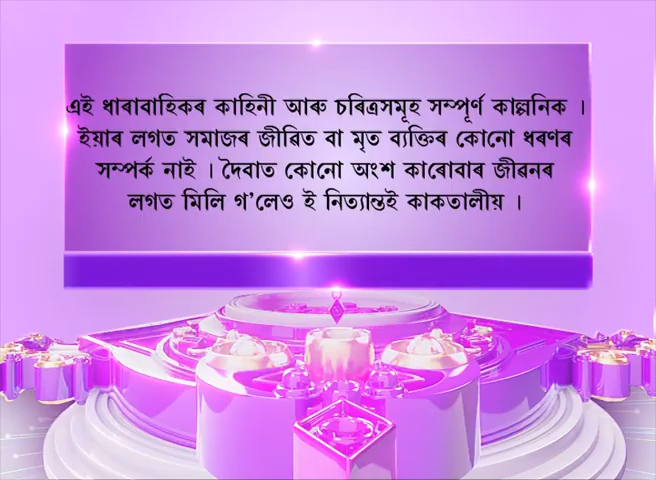 এই ধাৰাবাহিকৰ কাহিনী আৰু চৰিত্ৰসমূহ সম্পূৰ্ণ কাল্পনিক ।
ইয়াৰ লগত সমাজৰ জীৱিত বা মৃত ব্যক্তিৰ কোনো ধৰণৰ
সম্পৰ্ক নাই । দৈবাত কোনো অংশ কাৰোবাৰ জীৱনৰ
লগত মিলি গ’লেও ই নিত্যান্তই কাকতালীয় ।